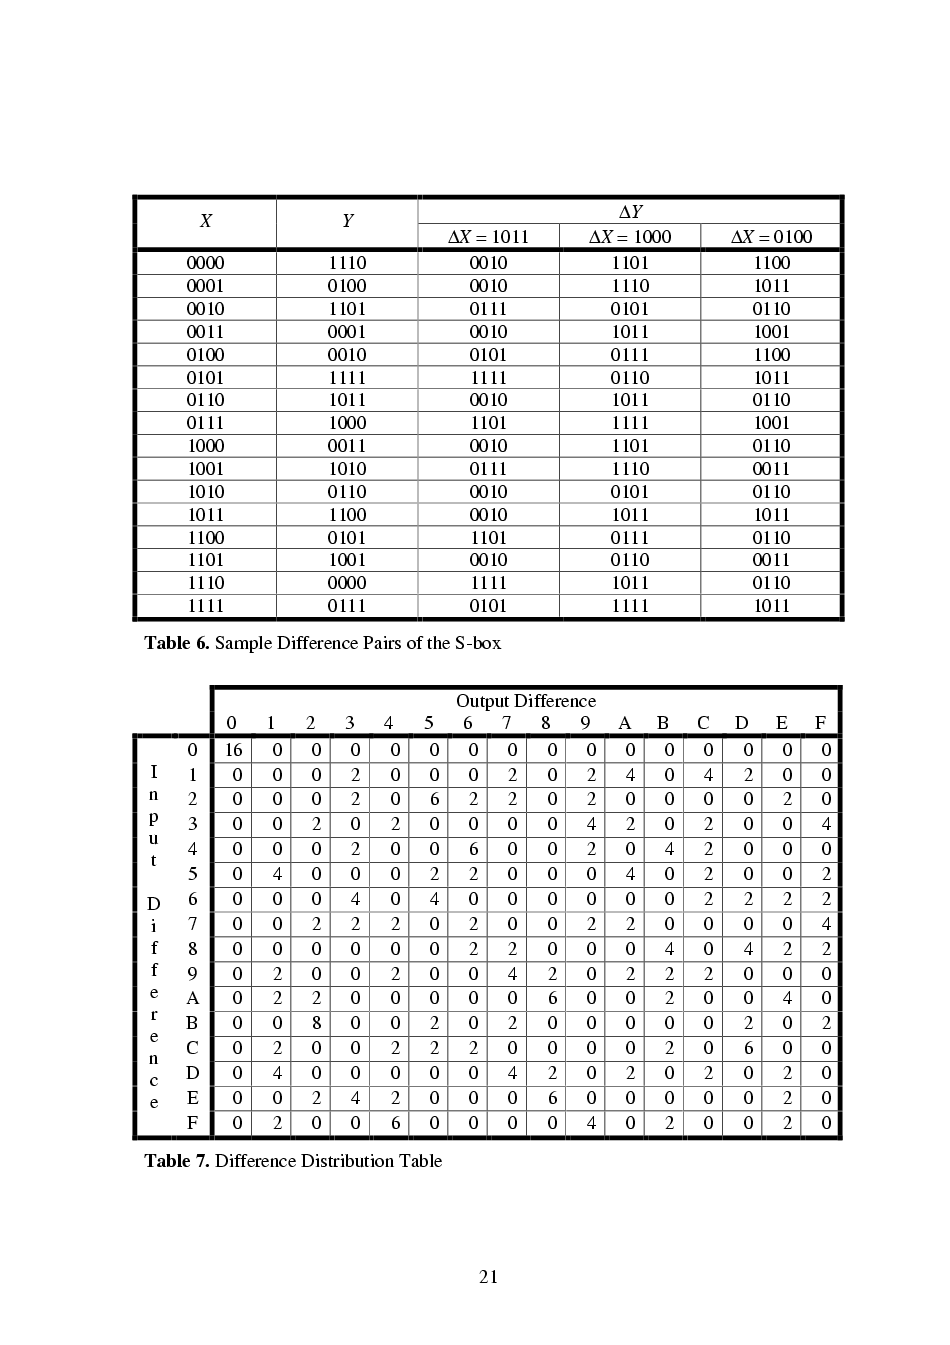 X Y ΔY
ΔX = 1011 ΔX = 1000 ΔX = 0100
0000 1110 0010 1101 1100
0001 0100 0010 1110 1011
0010 1101 0111 0101 0110
0011 0001 0010 1011 1001
0100 0010 0101 0111 1100
0101 1111 1111 0110 1011
0110 1011 0010 1011 0110
0111 1000 1101 1111 1001
1000 0011 0010 1101 0110
1001 1010 0111 1110 0011
1010 0110 0010 0101 0110
1011 1100 0010 1011 1011
1100 0101 1101 0111 0110
1101 1001 0010 0110 0011
1110 0000 1111 1011 0110
1111 0111 0101 1111 1011
Table 6. Sample Difference Pairs of the S-box
Output Difference
0 1 2 3 4 5 6 7 8 9 A B C D E F
Input Difference
0 16 0 0 0 0 0 0 0 0 0 0 0 0 0 0 0
1 0 0 0 2 0 0 0 2 0 2 4 0 4 2 0 0
2 0 0 0 2 0 6 2 2 0 2 0 0 0 0 2 0
3 0 0 2 0 2 0 0 0 0 4 2 0 2 0 0 4
4 0 0 0 2 0 0 6 0 0 2 0 4 2 0 0 0
5 0 4 0 0 0 2 2 0 0 0 4 0 2 0 0 2
6 0 0 0 4 0 4 0 0 0 0 0 0 2 2 2 2
7 0 0 2 2 2 0 2 0 0 2 2 0 0 0 0 4
8 0 0 0 0 0 0 2 2 0 0 0 4 0 4 2 2
9 0 2 0 0 2 0 0 4 2 0 2 2 2 0 0 0
A 0 2 2 0 0 0 0 0 6 0 0 2 0 0 4 0
B 0 0 8 0 0 2 0 2 0 0 0 0 0 2 0 2
C 0 2 0 0 2 2 2 0 0 0 0 2 0 6 0 0
D 0 4 0 0 0 0 0 4 2 0 2 0 2 0 2 0
E 0 0 2 4 2 0 0 0 6 0 0 0 0 0 2 0
F 0 2 0 0 6 0 0 0 0 4 0 2 0 0 2 0
Table 7. Difference Distribution Table
21